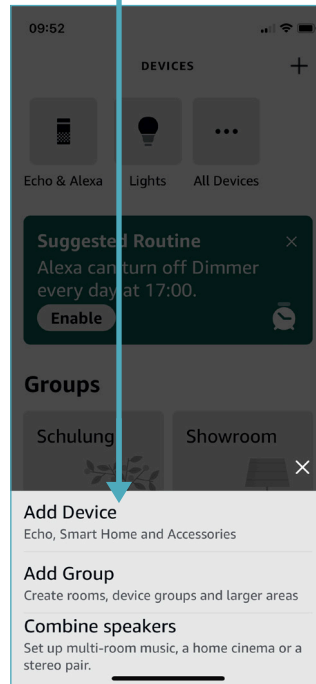 09:52
DEVICES
Echo & Alexa Lights All Devices
Suggested Routine
Alexa can turn off Dimmer
every day at 17:00.
Enable
Groups
Schulung Showroom
Add Device
Echo, Smart Home and Accessories
Add Group
Create rooms, device groups and larger areas
Combine speakers
Set up multi-room music, a home cinema or a
stereo pair.